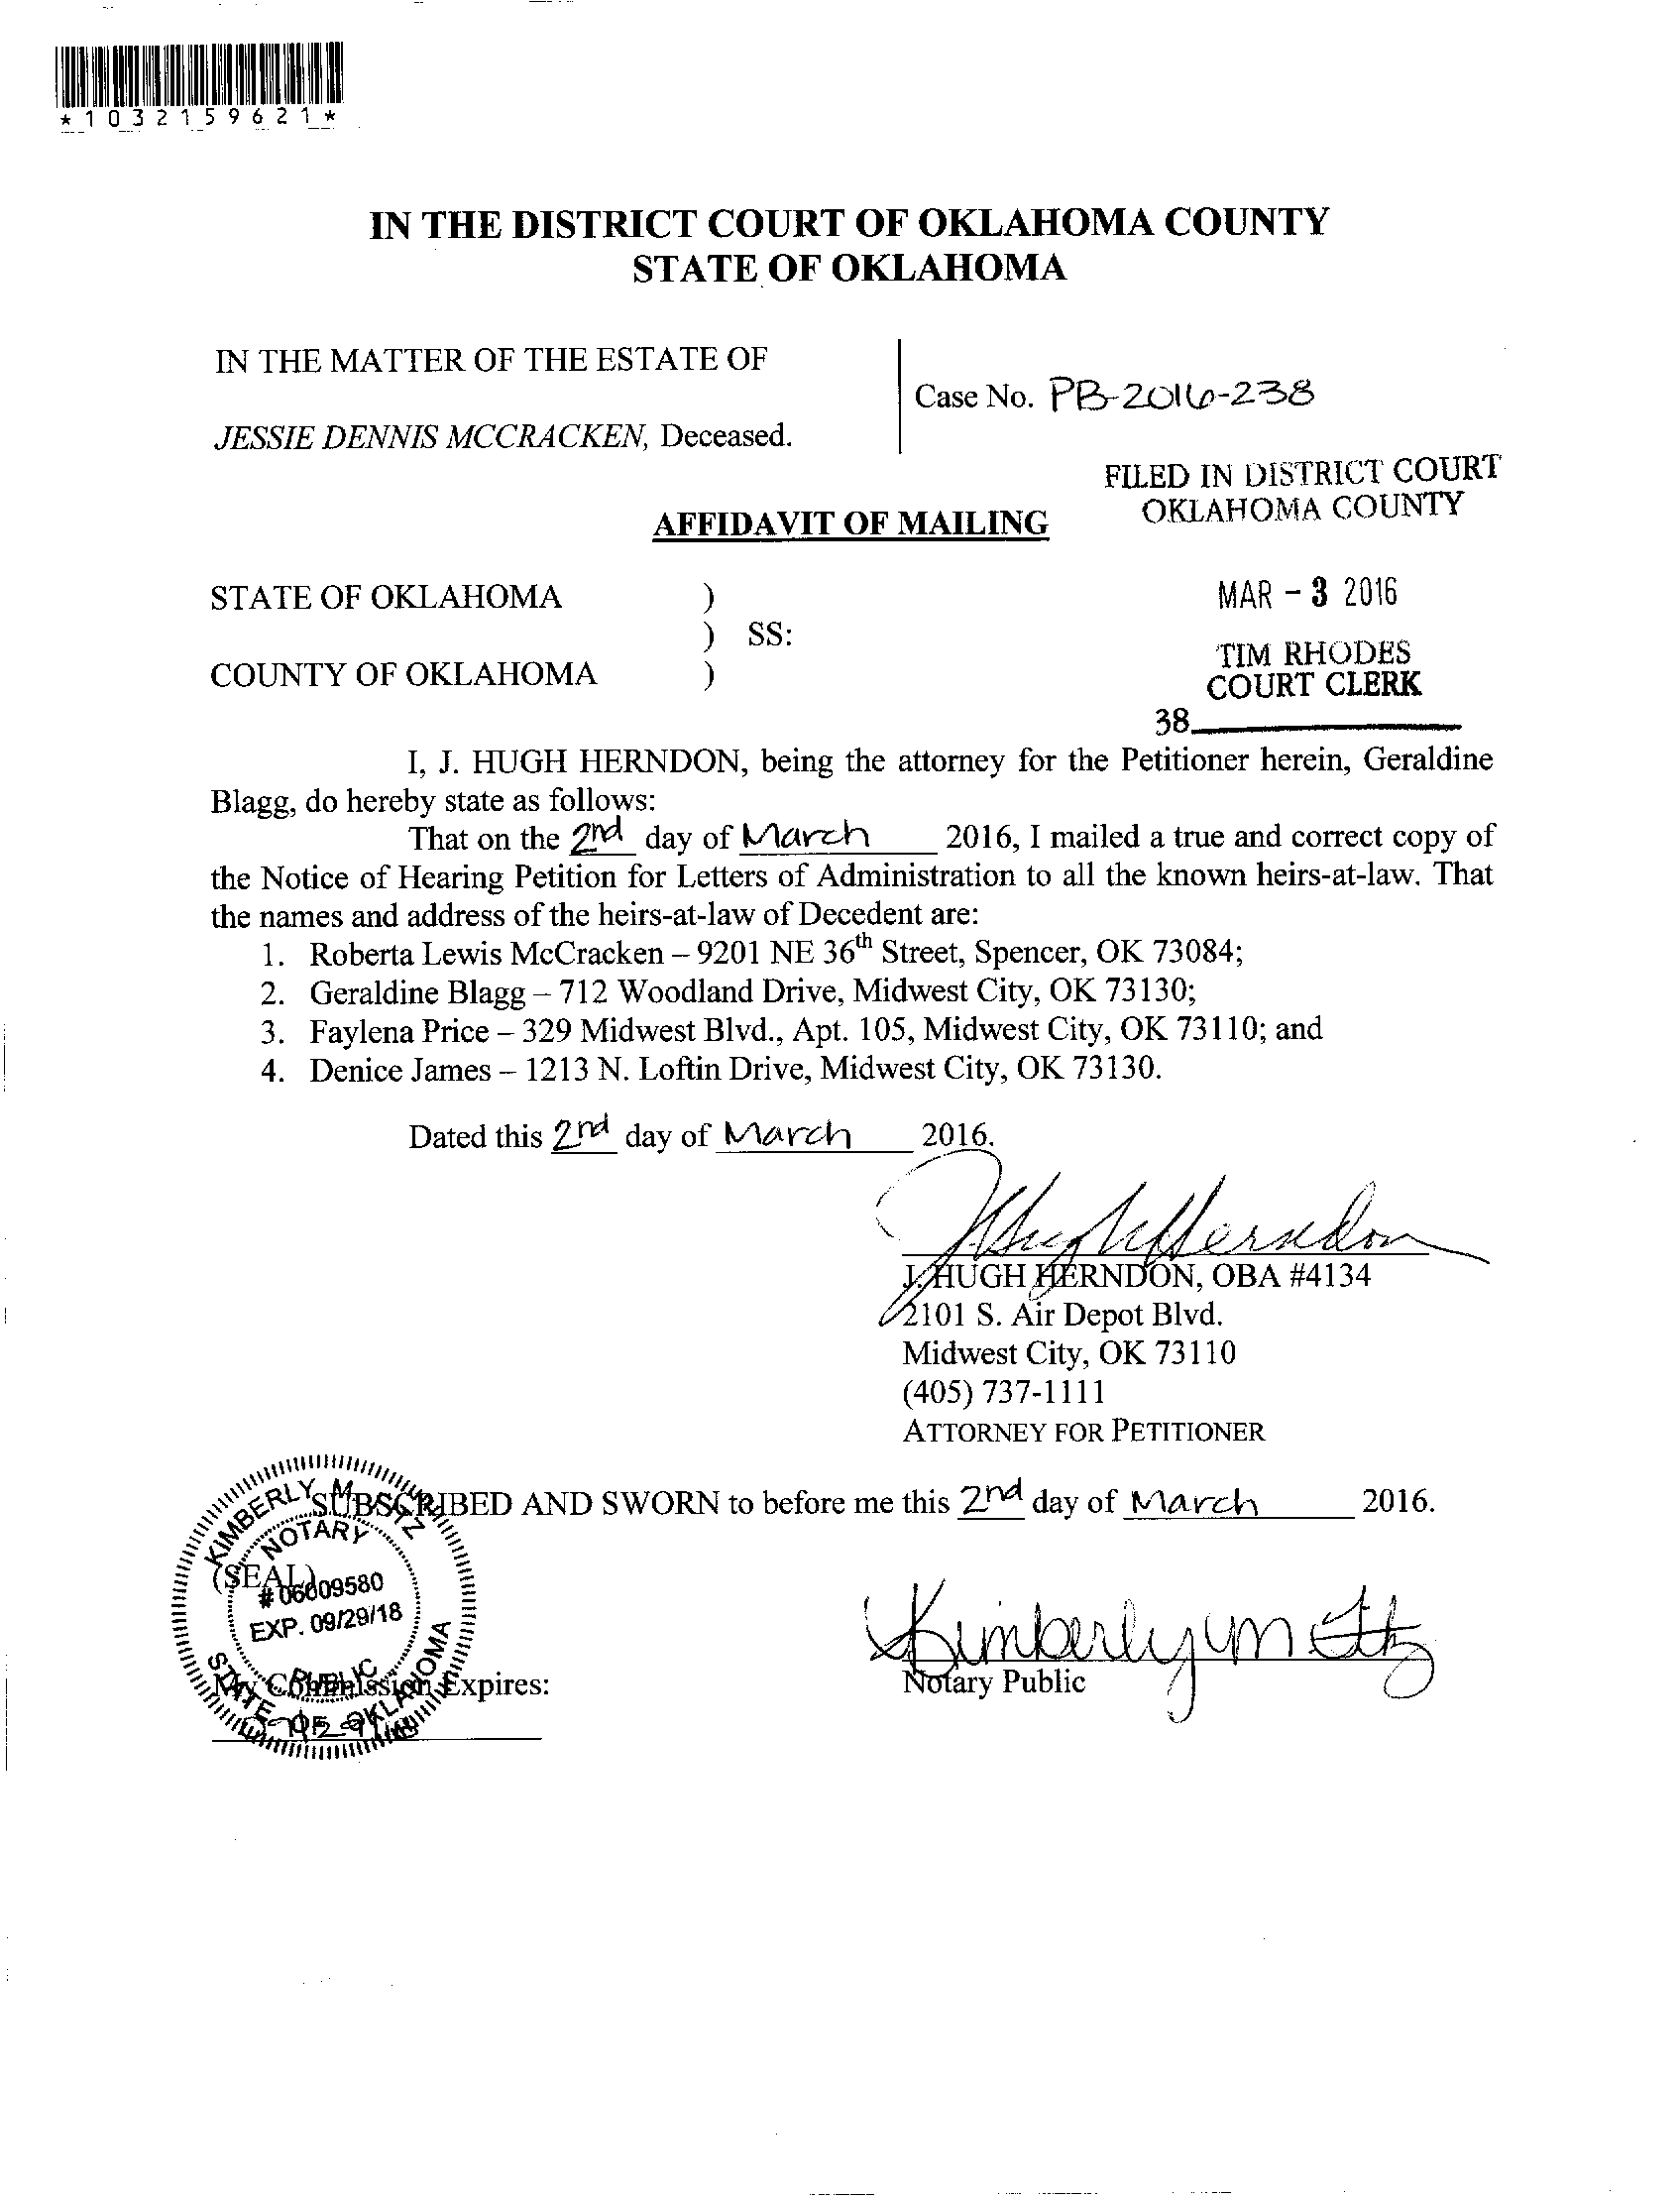 *1032159621*
IN THE DISTRICT COURT OF OKLAHOMA COUNTY
STATE OF OKLAHOMA
IN THE MATTER OF THE ESTATE OF
JESSIE DENNIS MCCRACKEN, Deceased.
Case No. PB-2016-238
FILED IN DISTRICT COURT
OKLAHOMA COUNTY
AFFIDAVIT OF MAILING
MAR - 3 2016
TIM RHODES
COURT CLERK
38
STATE OF OKLAHOMA )
) SS:
COUNTY OF OKLAHOMA )
I, J. HUGH HERNDON, being the attorney for the Petitioner herein, Geraldine
Blagg, do hereby state as follows:
That on the 2nd day of March 2016, I mailed a true and correct copy of
the Notice of Hearing Petition for Letters of Administration to all the known heirs-at-law. That
the names and address of the heirs-at-law of Decedent are:
1. Roberta Lewis McCracken – 9201 NE 36th Street, Spencer, OK 73084;
2. Geraldine Blagg – 712 Woodland Drive, Midwest City, OK 73130;
3. Faylena Price – 329 Midwest Blvd., Apt. 105, Midwest City, OK 73110; and
4. Denice James – 1213 N. Loftin Drive, Midwest City, OK 73130.
Dated this 2nd day of March 2016.
J Hugh Herndon
J. HUGH HERNDON, OBA #4134
2101 S. Air Depot Blvd.
Midwest City, OK 73110
(405) 737-1111
ATTORNEY FOR PETITIONER
SUBSCRIBED AND SWORN to before me this 2nd day of March 2016.
(SEAL)
KIMBERLY M.
NOTARY
# 06009580
EXP. 09/29/18
PUBLIC
STATE OF OKLAHOMA
Notary Public
My Commission Expires: